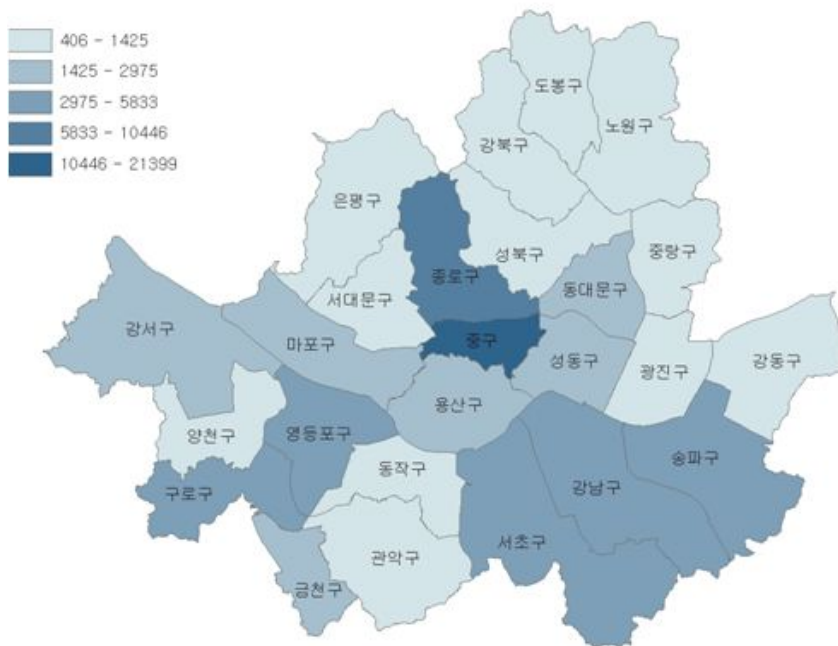 406 - 1425
1425 - 2975
2975 - 5833
5833 - 10446
10446 - 21399
도봉구
노원구
강북구
은평구
성북구
중랑구
종로구
동대문구
서대문구
강서구
마포구
중구
성동구
광진구
강동구
용산구
양천구
영등포구
동작구
송파구
구로구
강남구
서초구
관악구
금천구